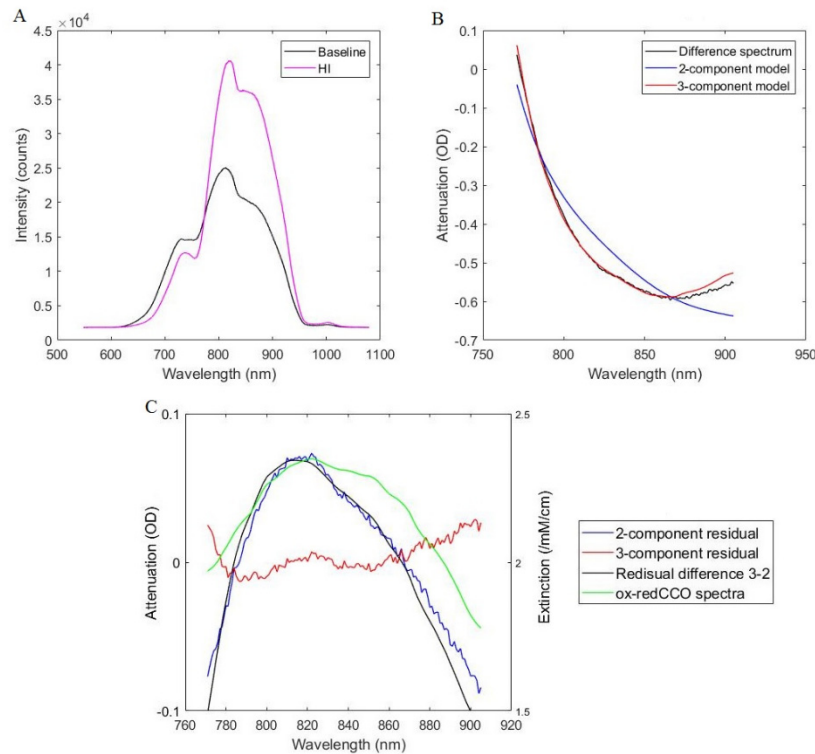 A
×10⁴
4.5
4
3.5
3
2.5
2
1.5
1
0.5
0
500 600 700 800 900 1000 1100
Intensity (counts)
Wavelength (nm)
Baseline
HI
B
0.1
0
-0.1
-0.2
-0.3
-0.4
-0.5
-0.6
-0.7
750 800 850 900 950
Attenuation (OD)
Wavelength (nm)
Difference spectrum
2-component model
3-component model
C
0.1
0
-0.1
760 780 800 820 840 860 880 900 920
Attenuation (OD)
Wavelength (nm)
2.5
2
1.5
Extinction (/mM/cm)
2-component residual
3-component residual
Redisual difference 3-2
ox-redCCO spectra